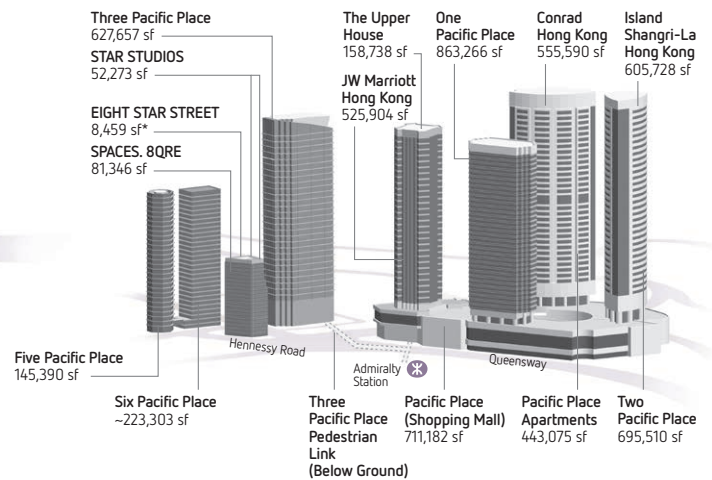 Three Pacific Place
627,657 sf
STAR STUDIOS
52,273 sf
EIGHT STAR STREET
8,459 sf*
SPACES. 8QRE
81,346 sf
The Upper
House
158,738 sf
JW Marriott
Hong Kong
525,904 sf
One
Pacific Place
863,266 sf
Conrad
Hong Kong
555,590 sf
Island
Shangri-La
Hong Kong
605,728 sf
Hennessy Road
Admiralty
Station
Queensway
Five Pacific Place
145,390 sf
Six Pacific Place
~223,303 sf
Three
Pacific Place
Pedestrian
Link
(Below Ground)
Pacific Place
(Shopping Mall)
711,182 sf
Pacific Place
Apartments
443,075 sf
Two
Pacific Place
695,510 sf